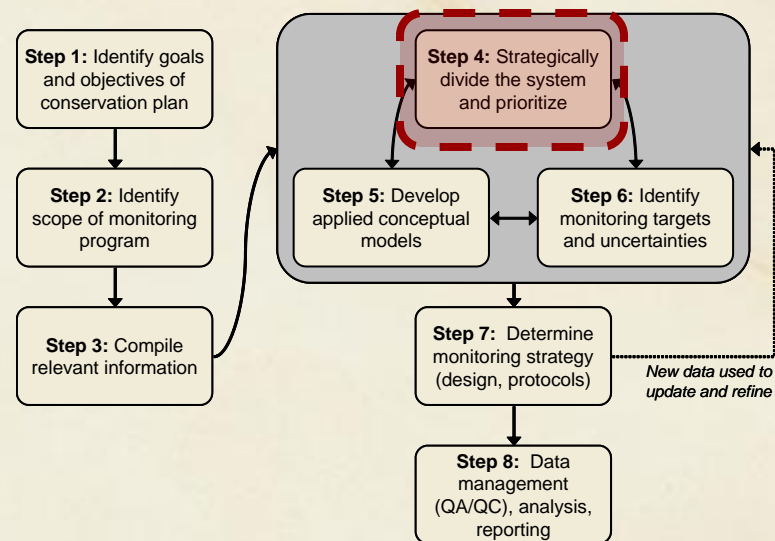 Step 1: Identify goals
and objectives of
conservation plan
Step 2: Identify
scope of monitoring
program
Step 3: Compile
relevant information
Step 4: Strategically
divide the system
and prioritize
Step 5: Develop
applied conceptual
models
Step 6: Identify
monitoring targets
and uncertainties
Step 7: Determine
monitoring strategy
(design, protocols)
New data used to
update and refine
Step 8: Data
management
(QA/QC), analysis,
reporting